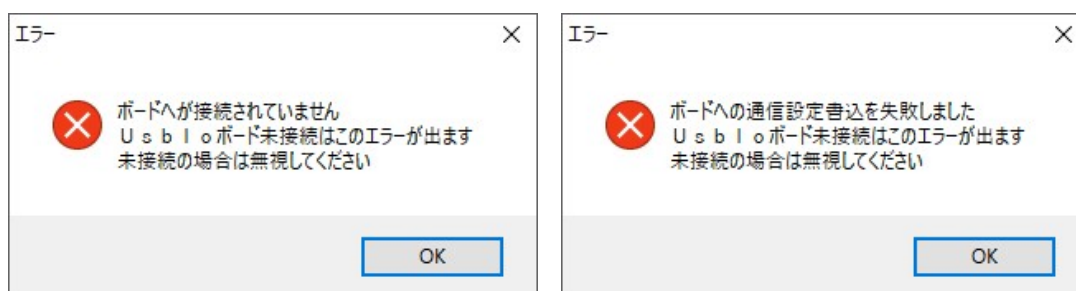 エラー
ボードへが接続されていません
ＵｓｂＩｏボード未接続はこのエラーが出ます
未接続の場合は無視してください
OK
エラー
ボードへの通信設定書込を失敗しました
ＵｓｂＩｏボード未接続はこのエラーが出ます
未接続の場合は無視してください
OK